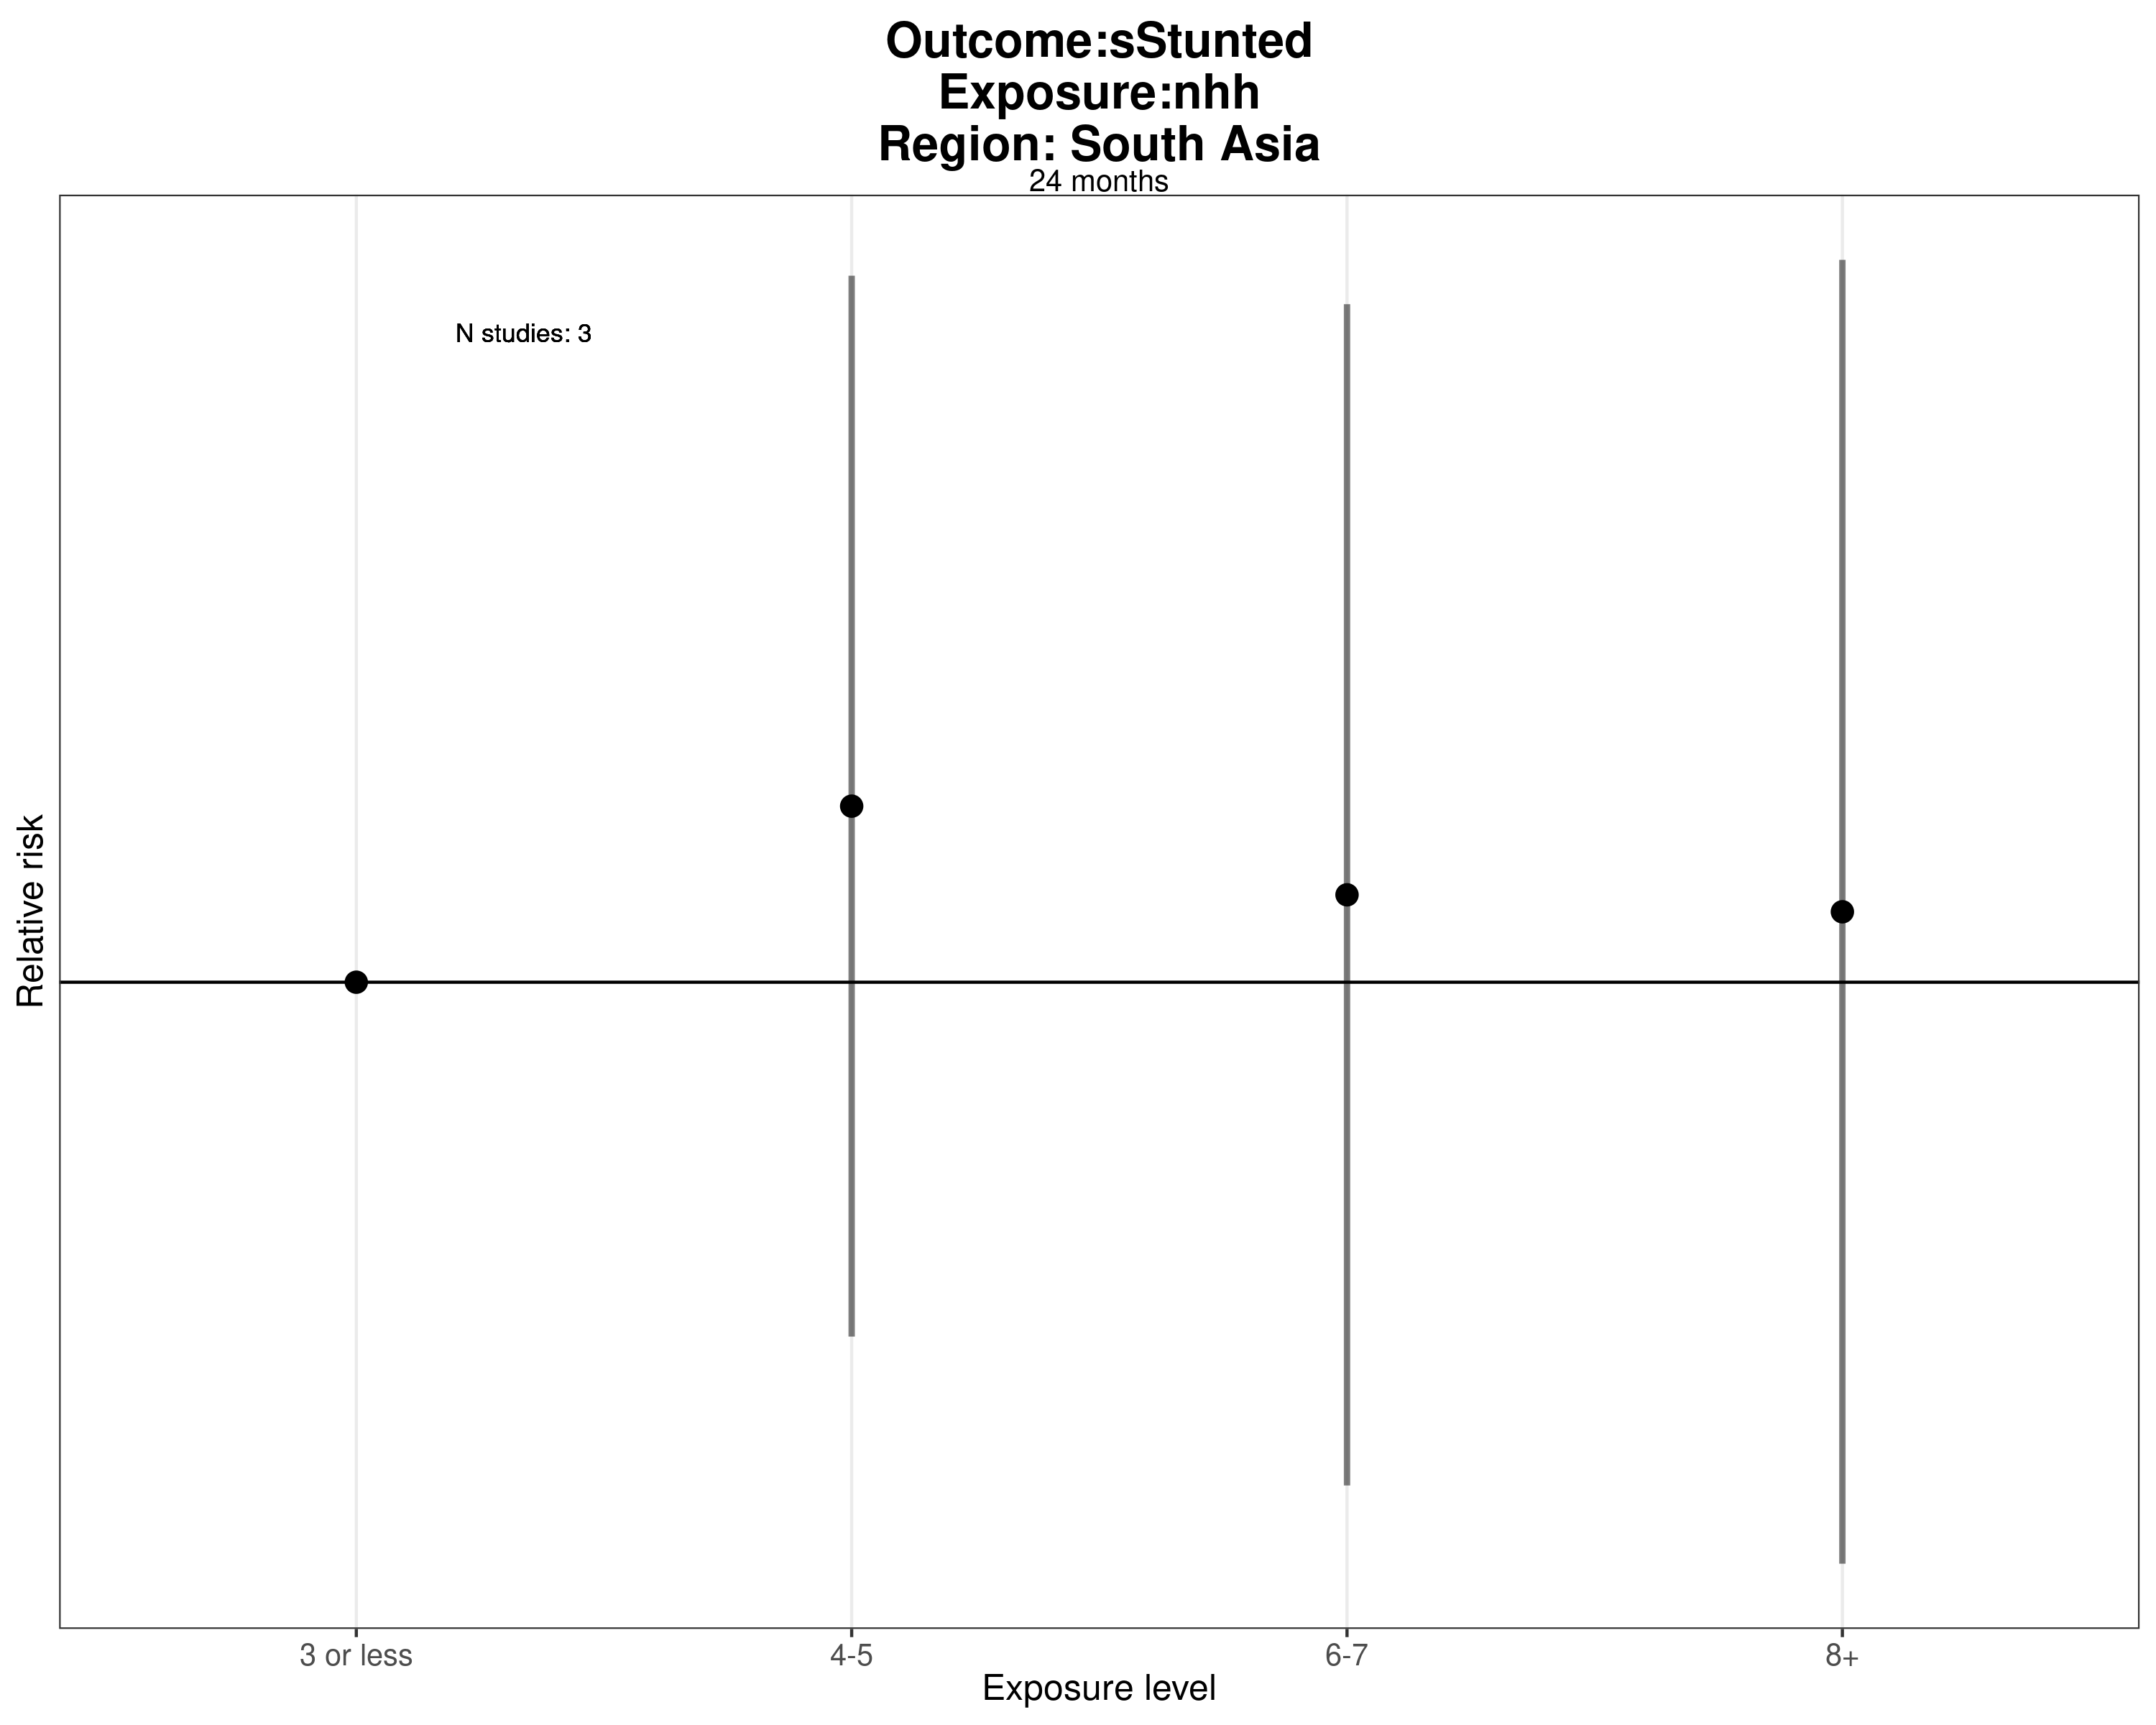 Outcome:sStunted
Exposure:nhh
Region: South Asia
24 months
N studies: 3
Relative risk
3 or less
4-5
6-7
8+
Exposure level